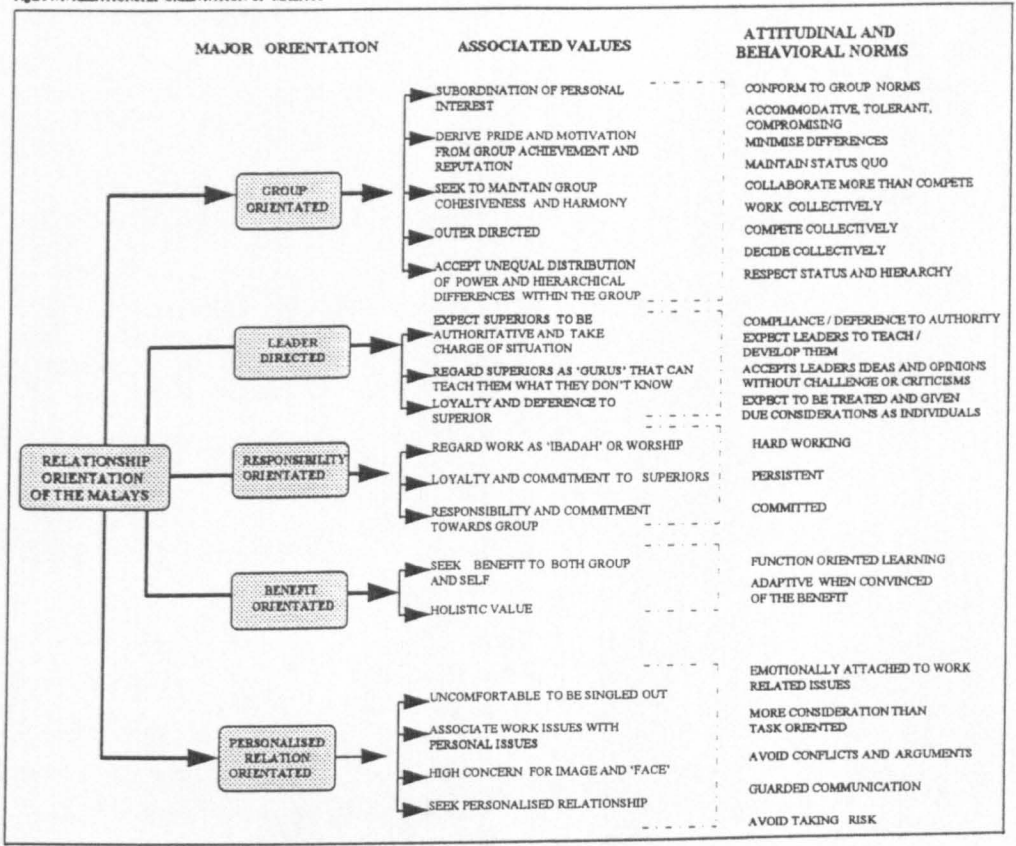 MAJOR ORIENTATION
ASSOCIATED VALUES
ATTITUDINAL AND
BEHAVIORAL NORMS
RELATIONSHIP
ORIENTATION
OF THE MALAYS
GROUP
ORIENTATED
SUBORDINATION OF PERSONAL
INTEREST
DERIVE PRIDE AND MOTIVATION
FROM GROUP ACHIEVEMENT AND
REPUTATION
SEEK TO MAINTAIN GROUP
COHESIVENESS AND HARMONY
OUTER DIRECTED
ACCEPT UNEQUAL DISTRIBUTION
OF POWER AND HIERARCHICAL
DIFFERENCES WITHIN THE GROUP
CONFORM TO GROUP NORMS
ACCOMMODATIVE, TOLERANT,
COMPROMISING
MINIMISE DIFFERENCES
MAINTAIN STATUS QUO
COLLABORATE MORE THAN COMPETE
WORK COLLECTIVELY
COMPETE COLLECTIVELY
DECIDE COLLECTIVELY
RESPECT STATUS AND HIERARCHY
LEADER
DIRECTED
EXPECT SUPERIORS TO BE
AUTHORITATIVE AND TAKE
CHARGE OF SITUATION
REGARD SUPERIORS AS 'GURUS' THAT CAN
TEACH THEM WHAT THEY DON'T KNOW
LOYALTY AND DEFERENCE TO
SUPERIOR
COMPLIANCE / DEFERENCE TO AUTHORITY
EXPECT LEADERS TO TEACH /
DEVELOP THEM
ACCEPTS LEADERS IDEAS AND OPINIONS
WITHOUT CHALLENGE OR CRITICISMS
EXPECT TO BE TREATED AND GIVEN
DUE CONSIDERATIONS AS INDIVIDUALS
RESPONSIBILITY
ORIENTATED
REGARD WORK AS 'IBADAH' OR WORSHIP
LOYALTY AND COMMITMENT TO SUPERIORS
RESPONSIBILITY AND COMMITMENT
TOWARDS GROUP
HARD WORKING
PERSISTENT
COMMITTED
BENEFIT
ORIENTATED
SEEK BENEFIT TO BOTH GROUP
AND SELF
HOLISTIC VALUE
FUNCTION ORIENTED LEARNING
ADAPTIVE WHEN CONVINCED
OF THE BENEFIT
PERSONALISED
RELATION
ORIENTATED
UNCOMFORTABLE TO BE SINGLED OUT
ASSOCIATE WORK ISSUES WITH
PERSONAL ISSUES
HIGH CONCERN FOR IMAGE AND 'FACE'
SEEK PERSONALISED RELATIONSHIP
EMOTIONALLY ATTACHED TO WORK
RELATED ISSUES
MORE CONSIDERATION THAN
TASK ORIENTED
AVOID CONFLICTS AND ARGUMENTS
GUARDED COMMUNICATION
AVOID TAKING RISK